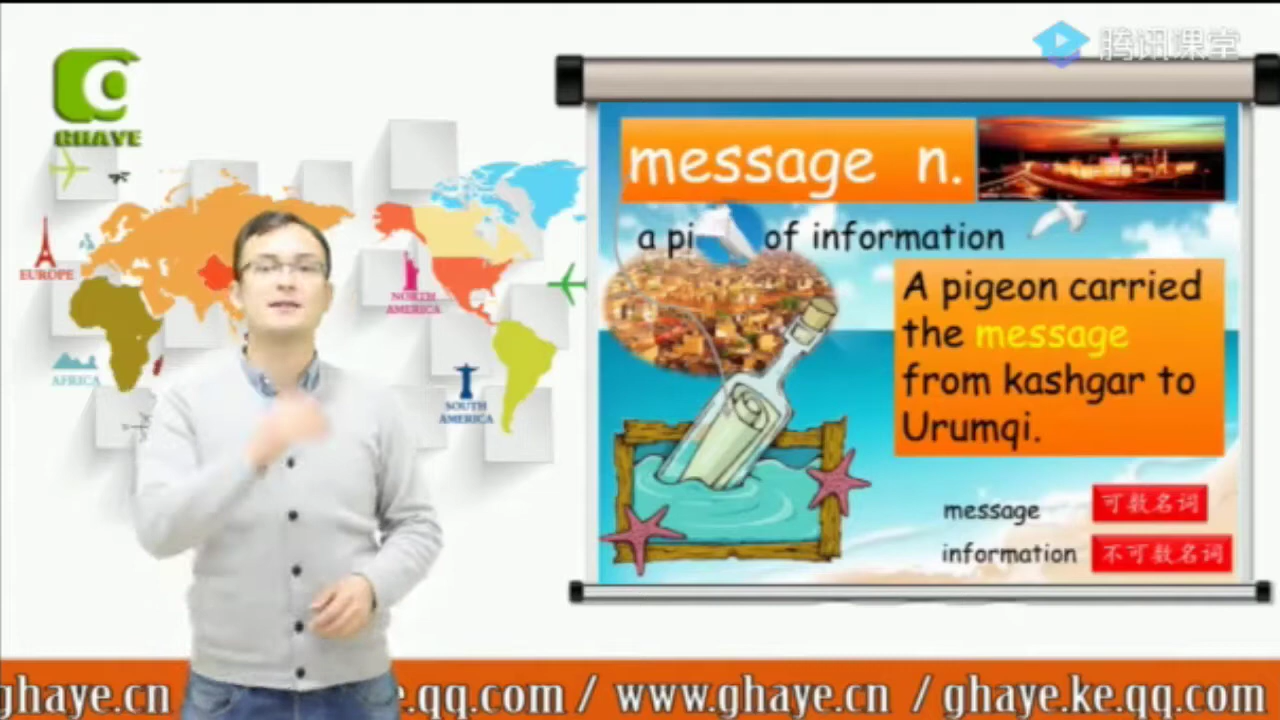 腾讯课堂
GHAYE
message n.
a pi of information
A pigeon carried
the message
from kashgar to
Urumqi.
message 可数名词
information 不可数名词
EUROPE
NORTH
AMERICA
AFRICA
SOUTH
AMERICA
ghaye.cn e.qq.com / www.ghaye.cn / ghaye.ke.qq.com